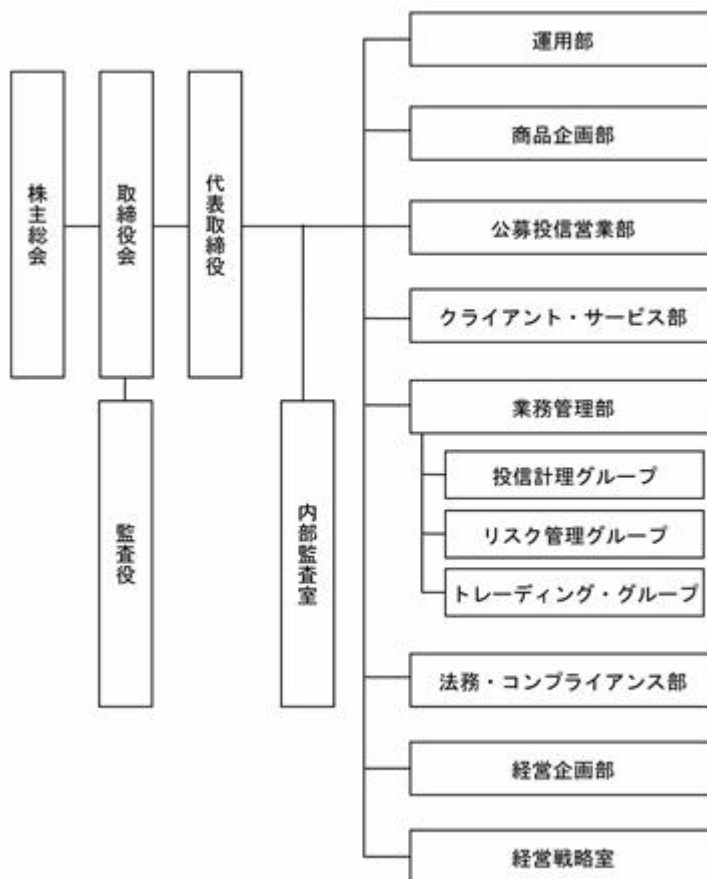 株主総会
取締役会
代表取締役
監査役
内部監査室
運用部
商品企画部
公募投信営業部
クライアント・サービス部
業務管理部
投信計理グループ
リスク管理グループ
トレーディング・グループ
法務・コンプライアンス部
経営企画部
経営戦略室